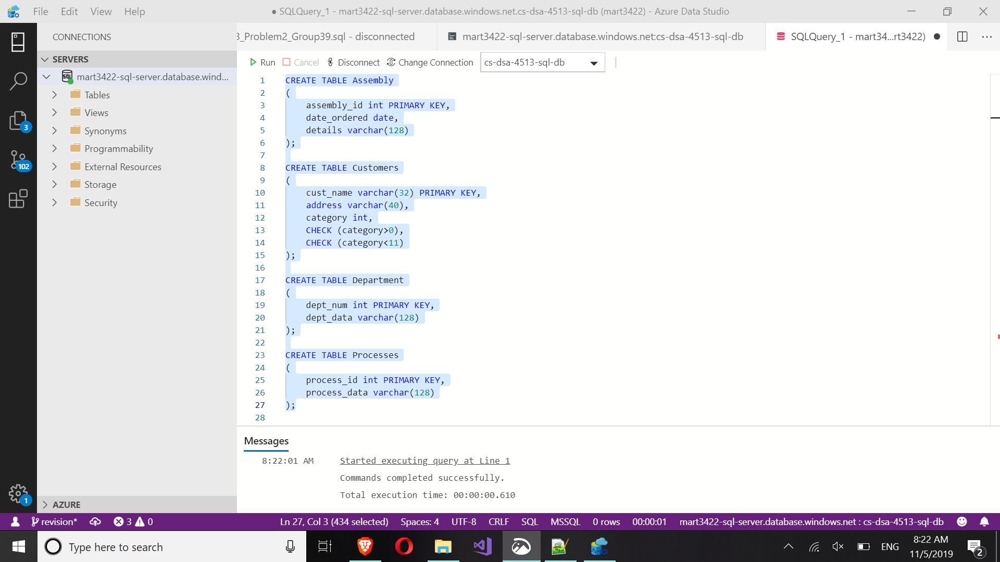 File Edit View Help
● SQLQuery_1 - mart3422-sql-server.database.windows.net.cs-dsa-4513-sql-db (mart3422) - Azure Data Studio
CONNECTIONS
3_Problem2_Group39.sql - disconnected
mart3422-sql-server.database.windows.net:cs-dsa-4513-sql-db
SQLQuery_1 - mart34...rt3422) ●
SERVERS
mart3422-sql-server.database.wind...
Tables
Views
Synonyms
Programmability
External Resources
Storage
Security
3
102
1
AZURE
Run Cancel Disconnect Change Connection cs-dsa-4513-sql-db
1 CREATE TABLE Assembly
2 (
3 assembly_id int PRIMARY KEY,
4 date_ordered date,
5 details varchar(128)
6 );
7
8 CREATE TABLE Customers
9 (
10 cust_name varchar(32) PRIMARY KEY,
11 address varchar(40),
12 category int,
13 CHECK (category>0),
14 CHECK (category<11)
15 );
16
17 CREATE TABLE Department
18 (
19 dept_num int PRIMARY KEY,
20 dept_data varchar(128)
21 );
22
23 CREATE TABLE Processes
24 (
25 process_id int PRIMARY KEY,
26 process_data varchar(128)
27 );
28
Messages
8:22:01 AM Started executing query at Line 1
Commands completed successfully.
Total execution time: 00:00:00.610
revision* 3 0 Ln 27, Col 3 (434 selected) Spaces: 4 UTF-8 CRLF SQL MSSQL 0 rows 00:00:01 mart3422-sql-server.database.windows.net : cs-dsa-4513-sql-db
Type here to search
ENG
8:22 AM
11/5/2019
2